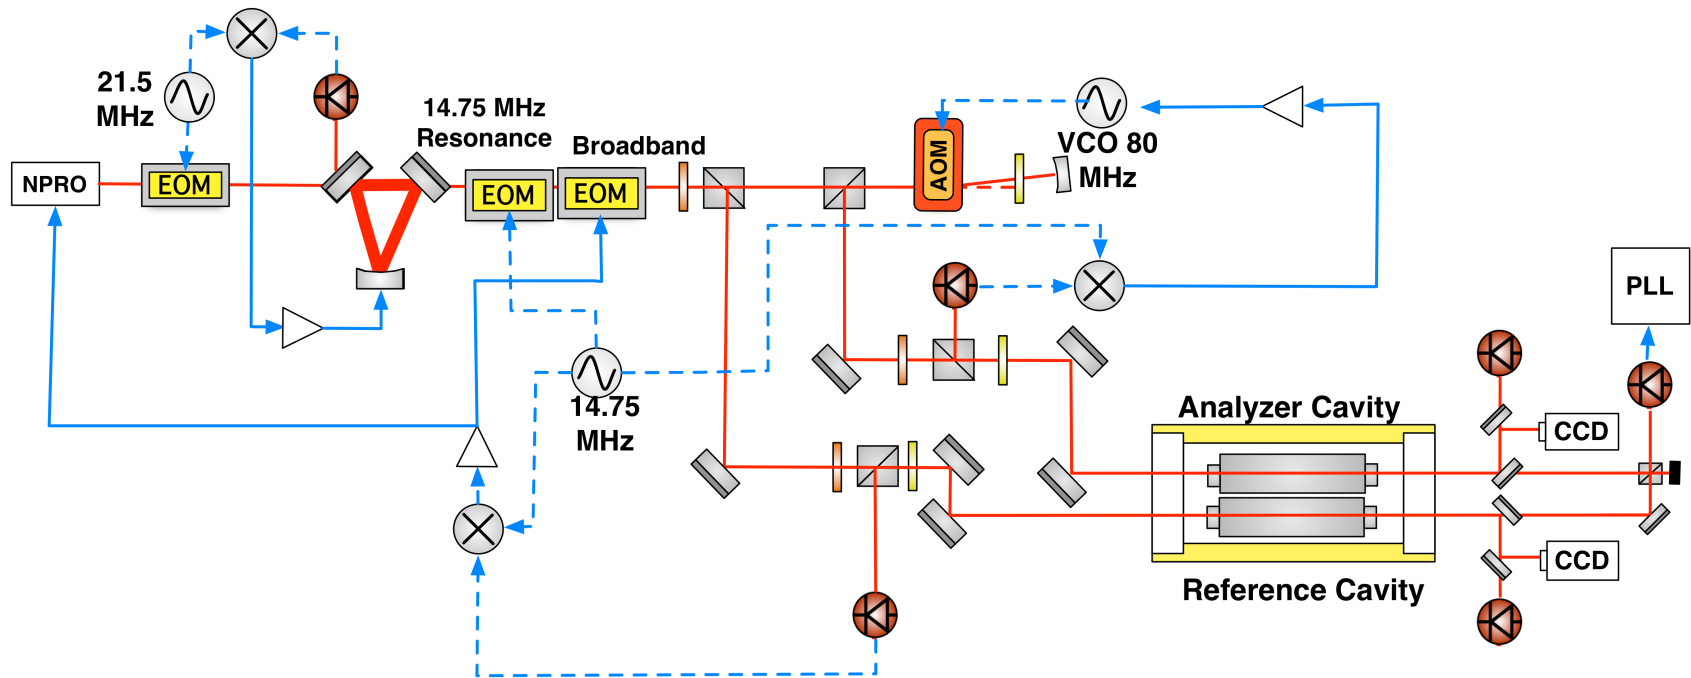 21.5
MHz
14.75 MHz
Resonance
Broadband
NPRO
EOM
EOM
EOM
AOM
VCO 80
MHz
PLL
14.75
MHz
Analyzer Cavity
CCD
CCD
Reference Cavity